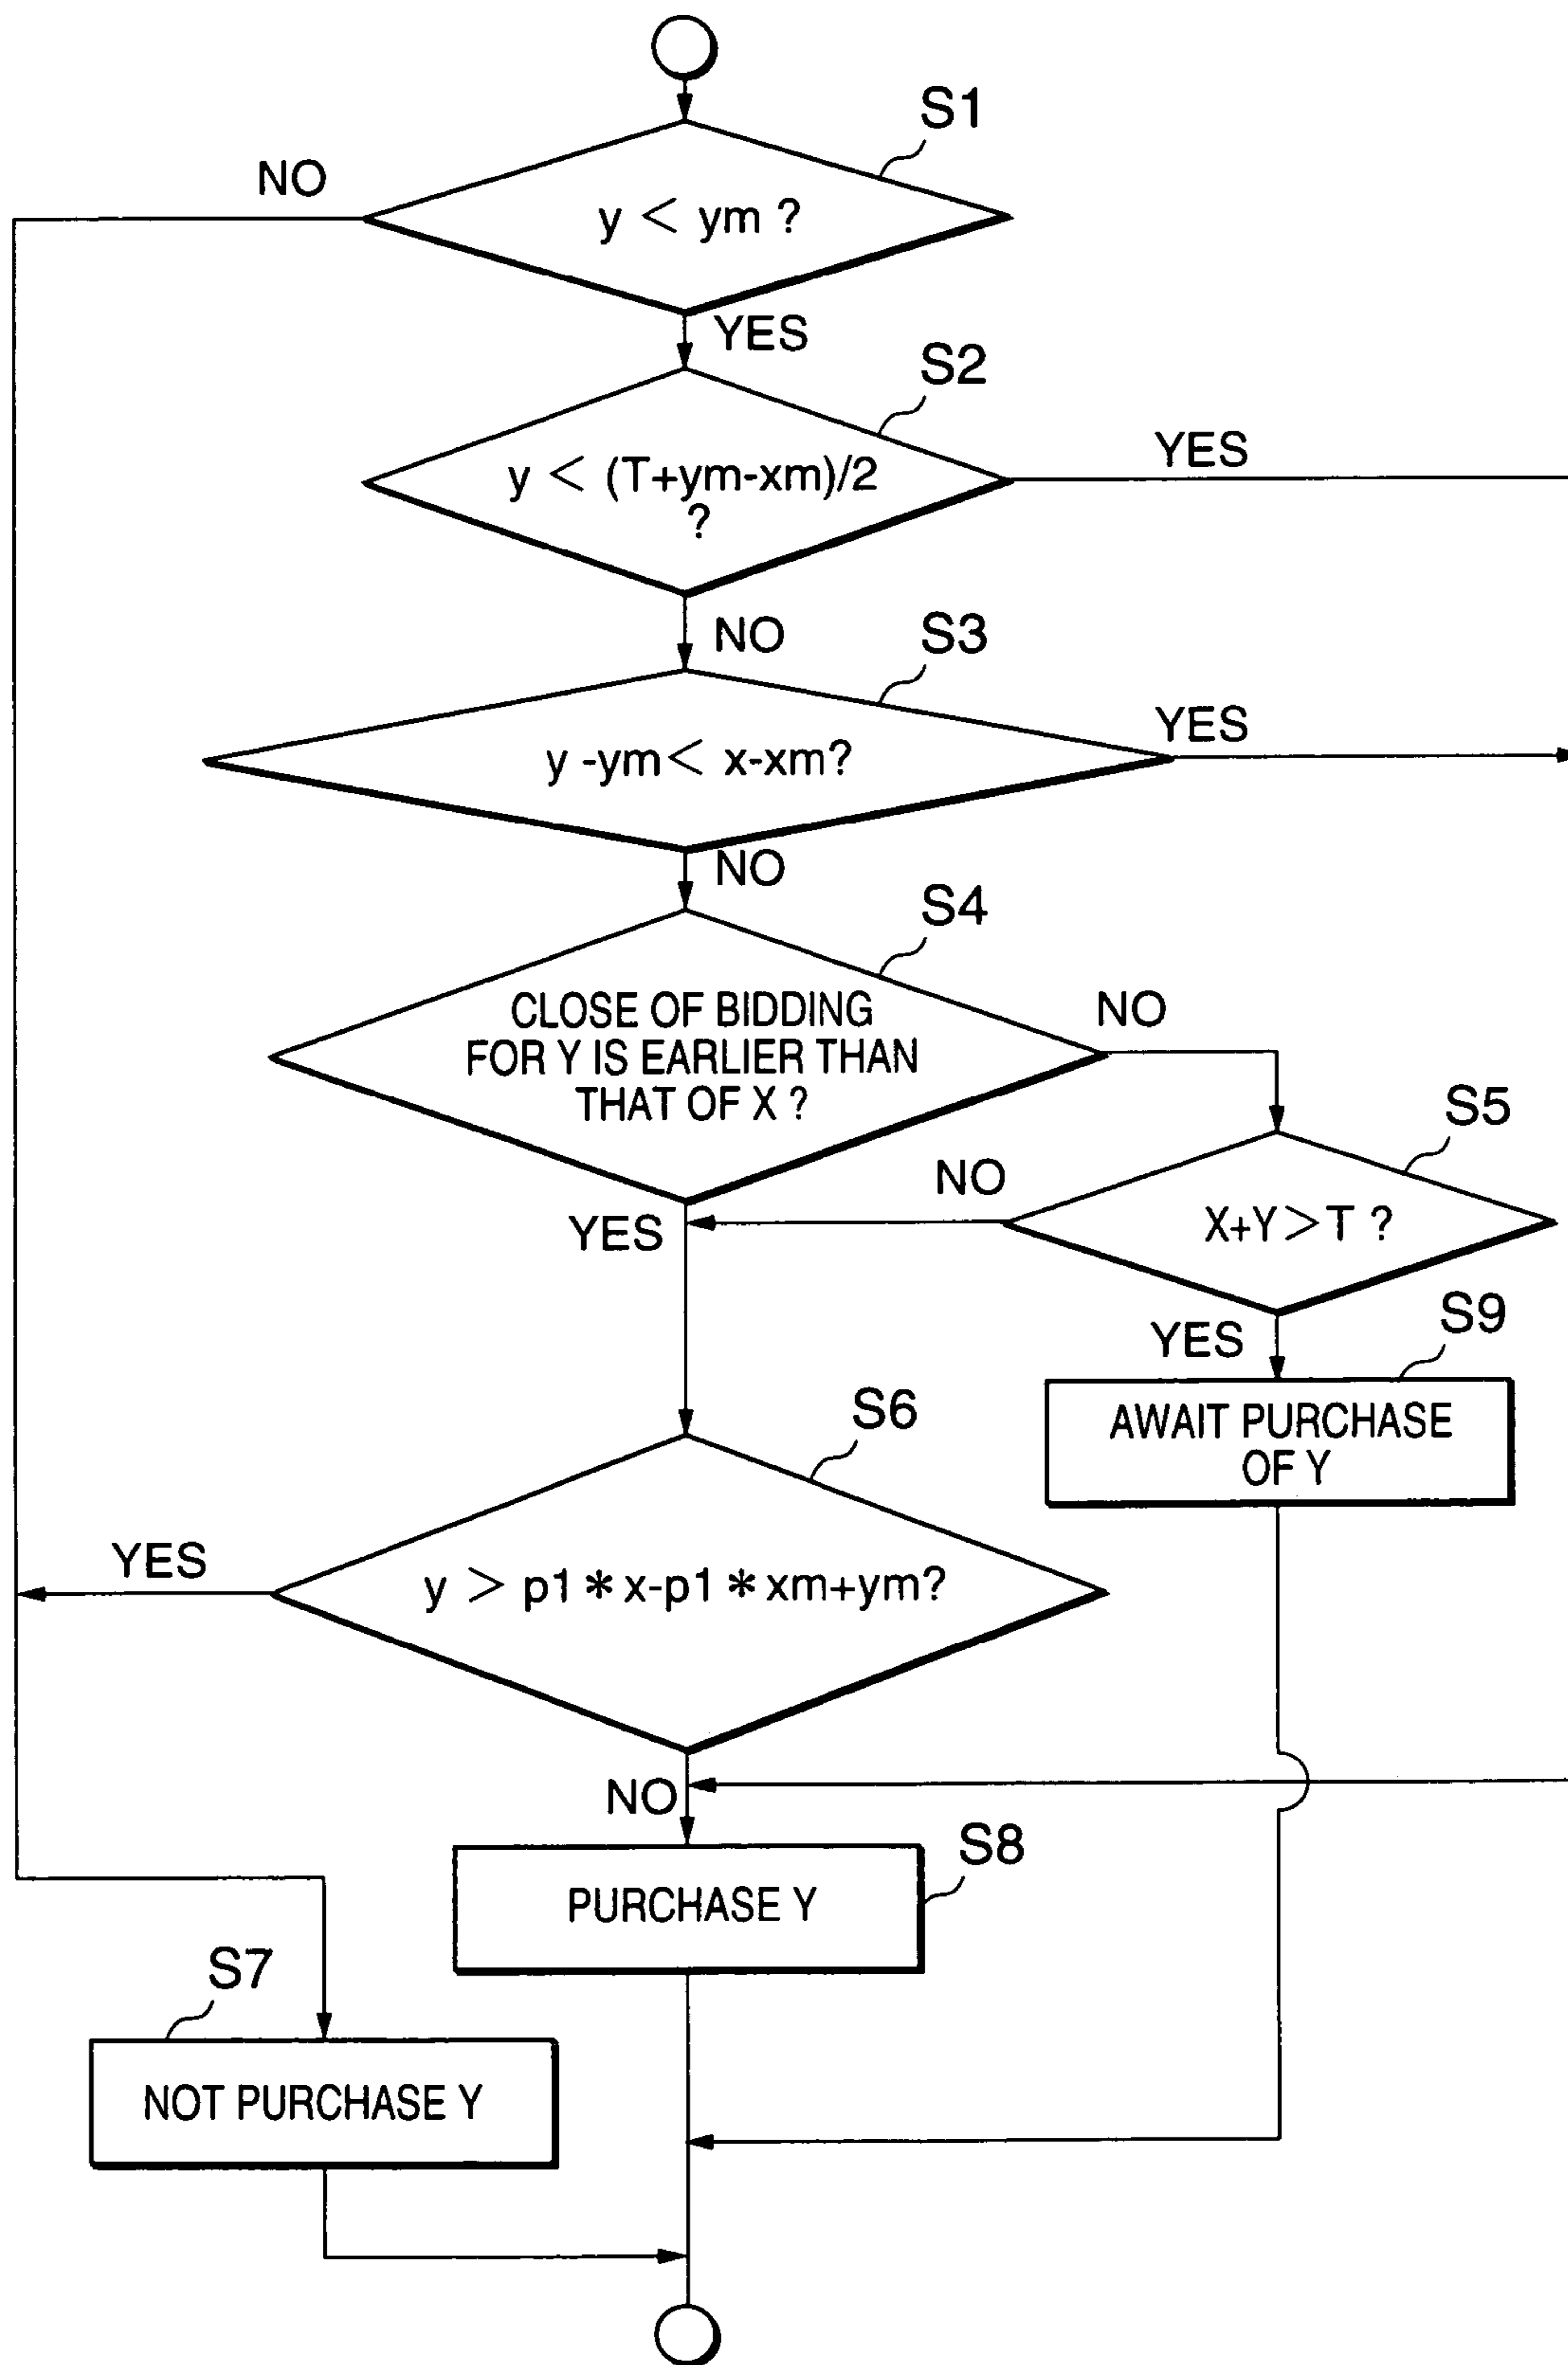 S1
NO
y < ym ?
YES
S2
YES
y < (T+ym-xm)/2
?
NO
S3
YES
y -ym< x-xm?
NO
S4
CLOSE OF BIDDING
FOR Y IS EARLIER THAN
THAT OF X ?
NO
S5
NO
YES
X+Y>T ?
S9
YES
AWAIT PURCHASE
OF Y
S6
YES
y > p1*x-p1*xm+ym?
NO
S8
PURCHASE Y
S7
NOT PURCHASE Y